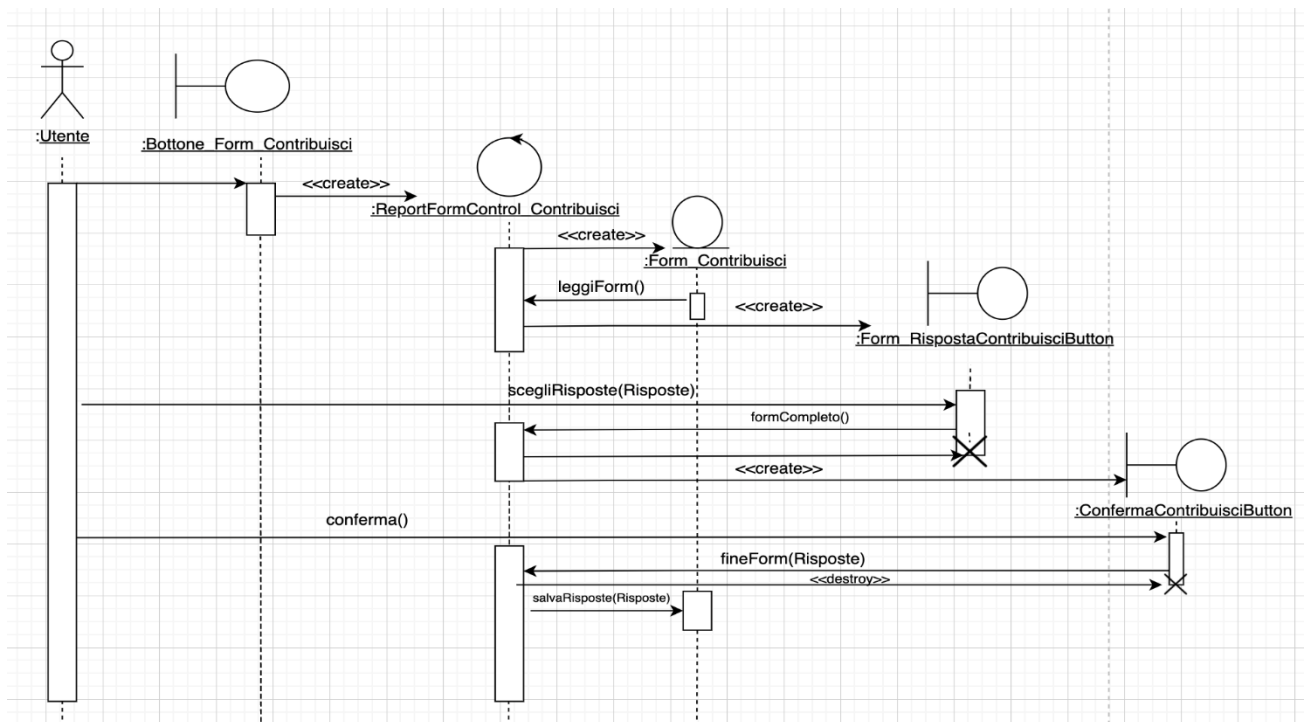 :Utente
:Bottone_Form_Contribuisci
<<create>>
:ReportFormControl_Contribuisci
<<create>>
:Form_Contribuisci
leggiForm()
<<create>>
:Form_RispostaContribuisciButton
scegliRisposte(Risposte)
formCompleto()
<<create>>
:ConfermaContribuisciButton
conferma()
fineForm(Risposte)
<<destroy>>
salvaRisposte(Risposte)